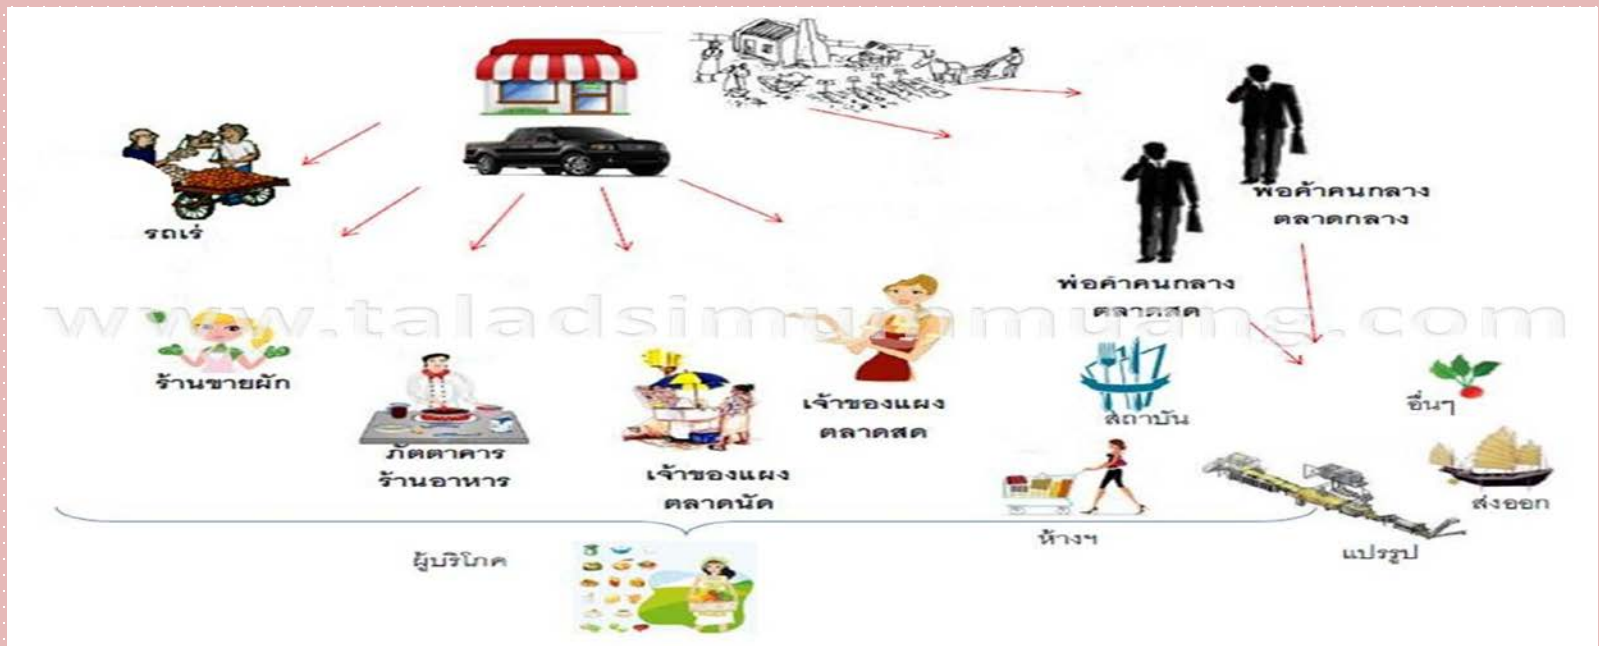 พ่อค้าคนกลาง
ตลาดกลาง
รถเร่
พ่อค้าคนกลาง
ตลาดสด
www.taladsimummuang.com
ร้านขายผัก
เจ้าของแผง
ตลาดสด
สถาบัน
อื่นๆ
ภัตตาคาร
ร้านอาหาร
เจ้าของแผง
ตลาดนัด
ส่งออก
ห้างฯ
แปรรูป
ผู้บริโภค